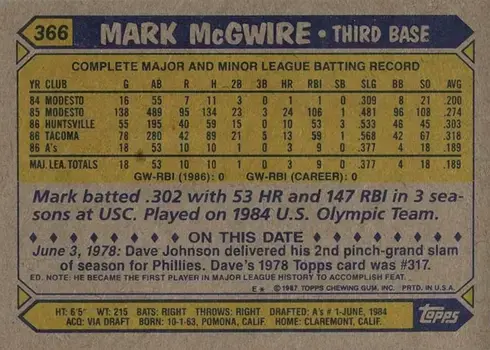 366 MARK McGWIRE • THIRD BASE
COMPLETE MAJOR AND MINOR LEAGUE BATTING RECORD
YR CLUB G AB R H 2B 3B HR RBI SB SLG BB SO AVG
84 MODESTO 16 55 7 11 3 0 1 1 0 .309 8 21 .200
85 MODESTO 138 489 95 134 23 3 24 106 1 .481 96 108 .274
86 HUNTSVILLE 55 195 40 59 15 0 10 53 3 .533 46 45 .303
86 TACOMA 78 280 42 89 21 5 13 59 1 .568 42 67 .318
86 A's 18 53 10 10 1 0 3 9 0 .377 4 18 .189
MAJ. LEA. TOTALS 18 53 10 10 1 0 3 9 0 .377 4 18 .189
GW-RBI (1986): 0 GW-RBI (CAREER): 0
Mark batted .302 with 53 HR and 147 RBI in 3 sea-
sons at USC. Played on 1984 U.S. Olympic Team.
♦ ♦ ♦ ♦ ♦ ♦ ♦ ON THIS DATE ♦ ♦ ♦ ♦ ♦ ♦ ♦
June 3, 1978: Dave Johnson delivered his 2nd pinch-grand slam
of season for Phillies. Dave's 1978 Topps card was #317.
ED. NOTE: HE BECAME THE FIRST PLAYER IN MAJOR LEAGUE HISTORY TO ACCOMPLISH FEAT.
E* © 1987 TOPPS CHEWING GUM, INC. PRTD. IN U.S.A.
HT: 6'5" WT: 215 BATS: RIGHT THROWS: RIGHT DRAFTED: A's # 1-JUNE, 1984
ACQ: VIA DRAFT BORN: 10-1-63, POMONA, CALIF. HOME: CLAREMONT, CALIF.
Topps